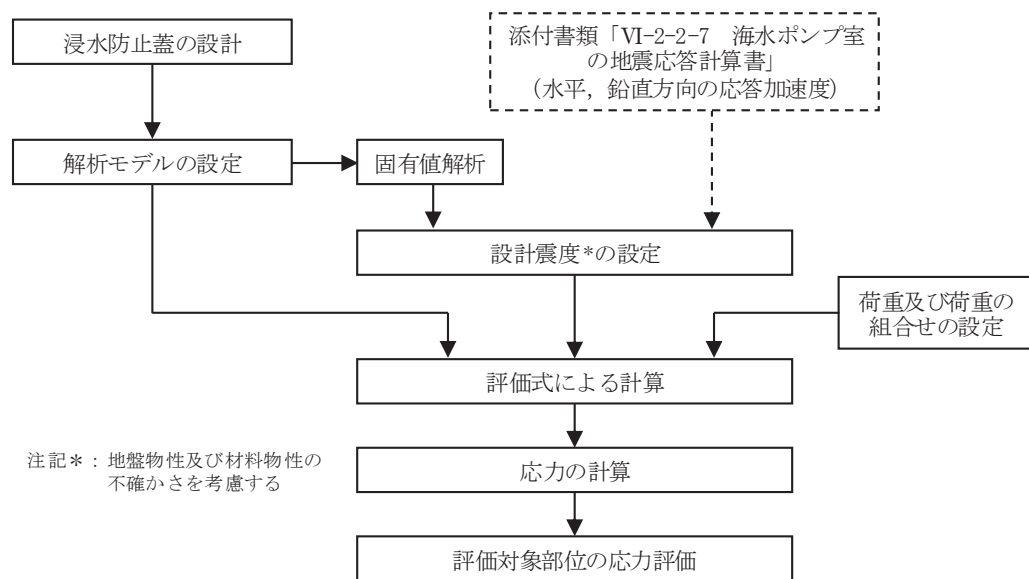 浸水防止蓋の設計
添付書類「Ⅵ-2-2-7　海水ポンプ室
の地震応答計算書」
（水平，鉛直方向の応答加速度）
解析モデルの設定
固有値解析
設計震度*の設定
荷重及び荷重の
組合せの設定
評価式による計算
注記＊：地盤物性及び材料物性の
不確かさを考慮する
応力の計算
評価対象部位の応力評価